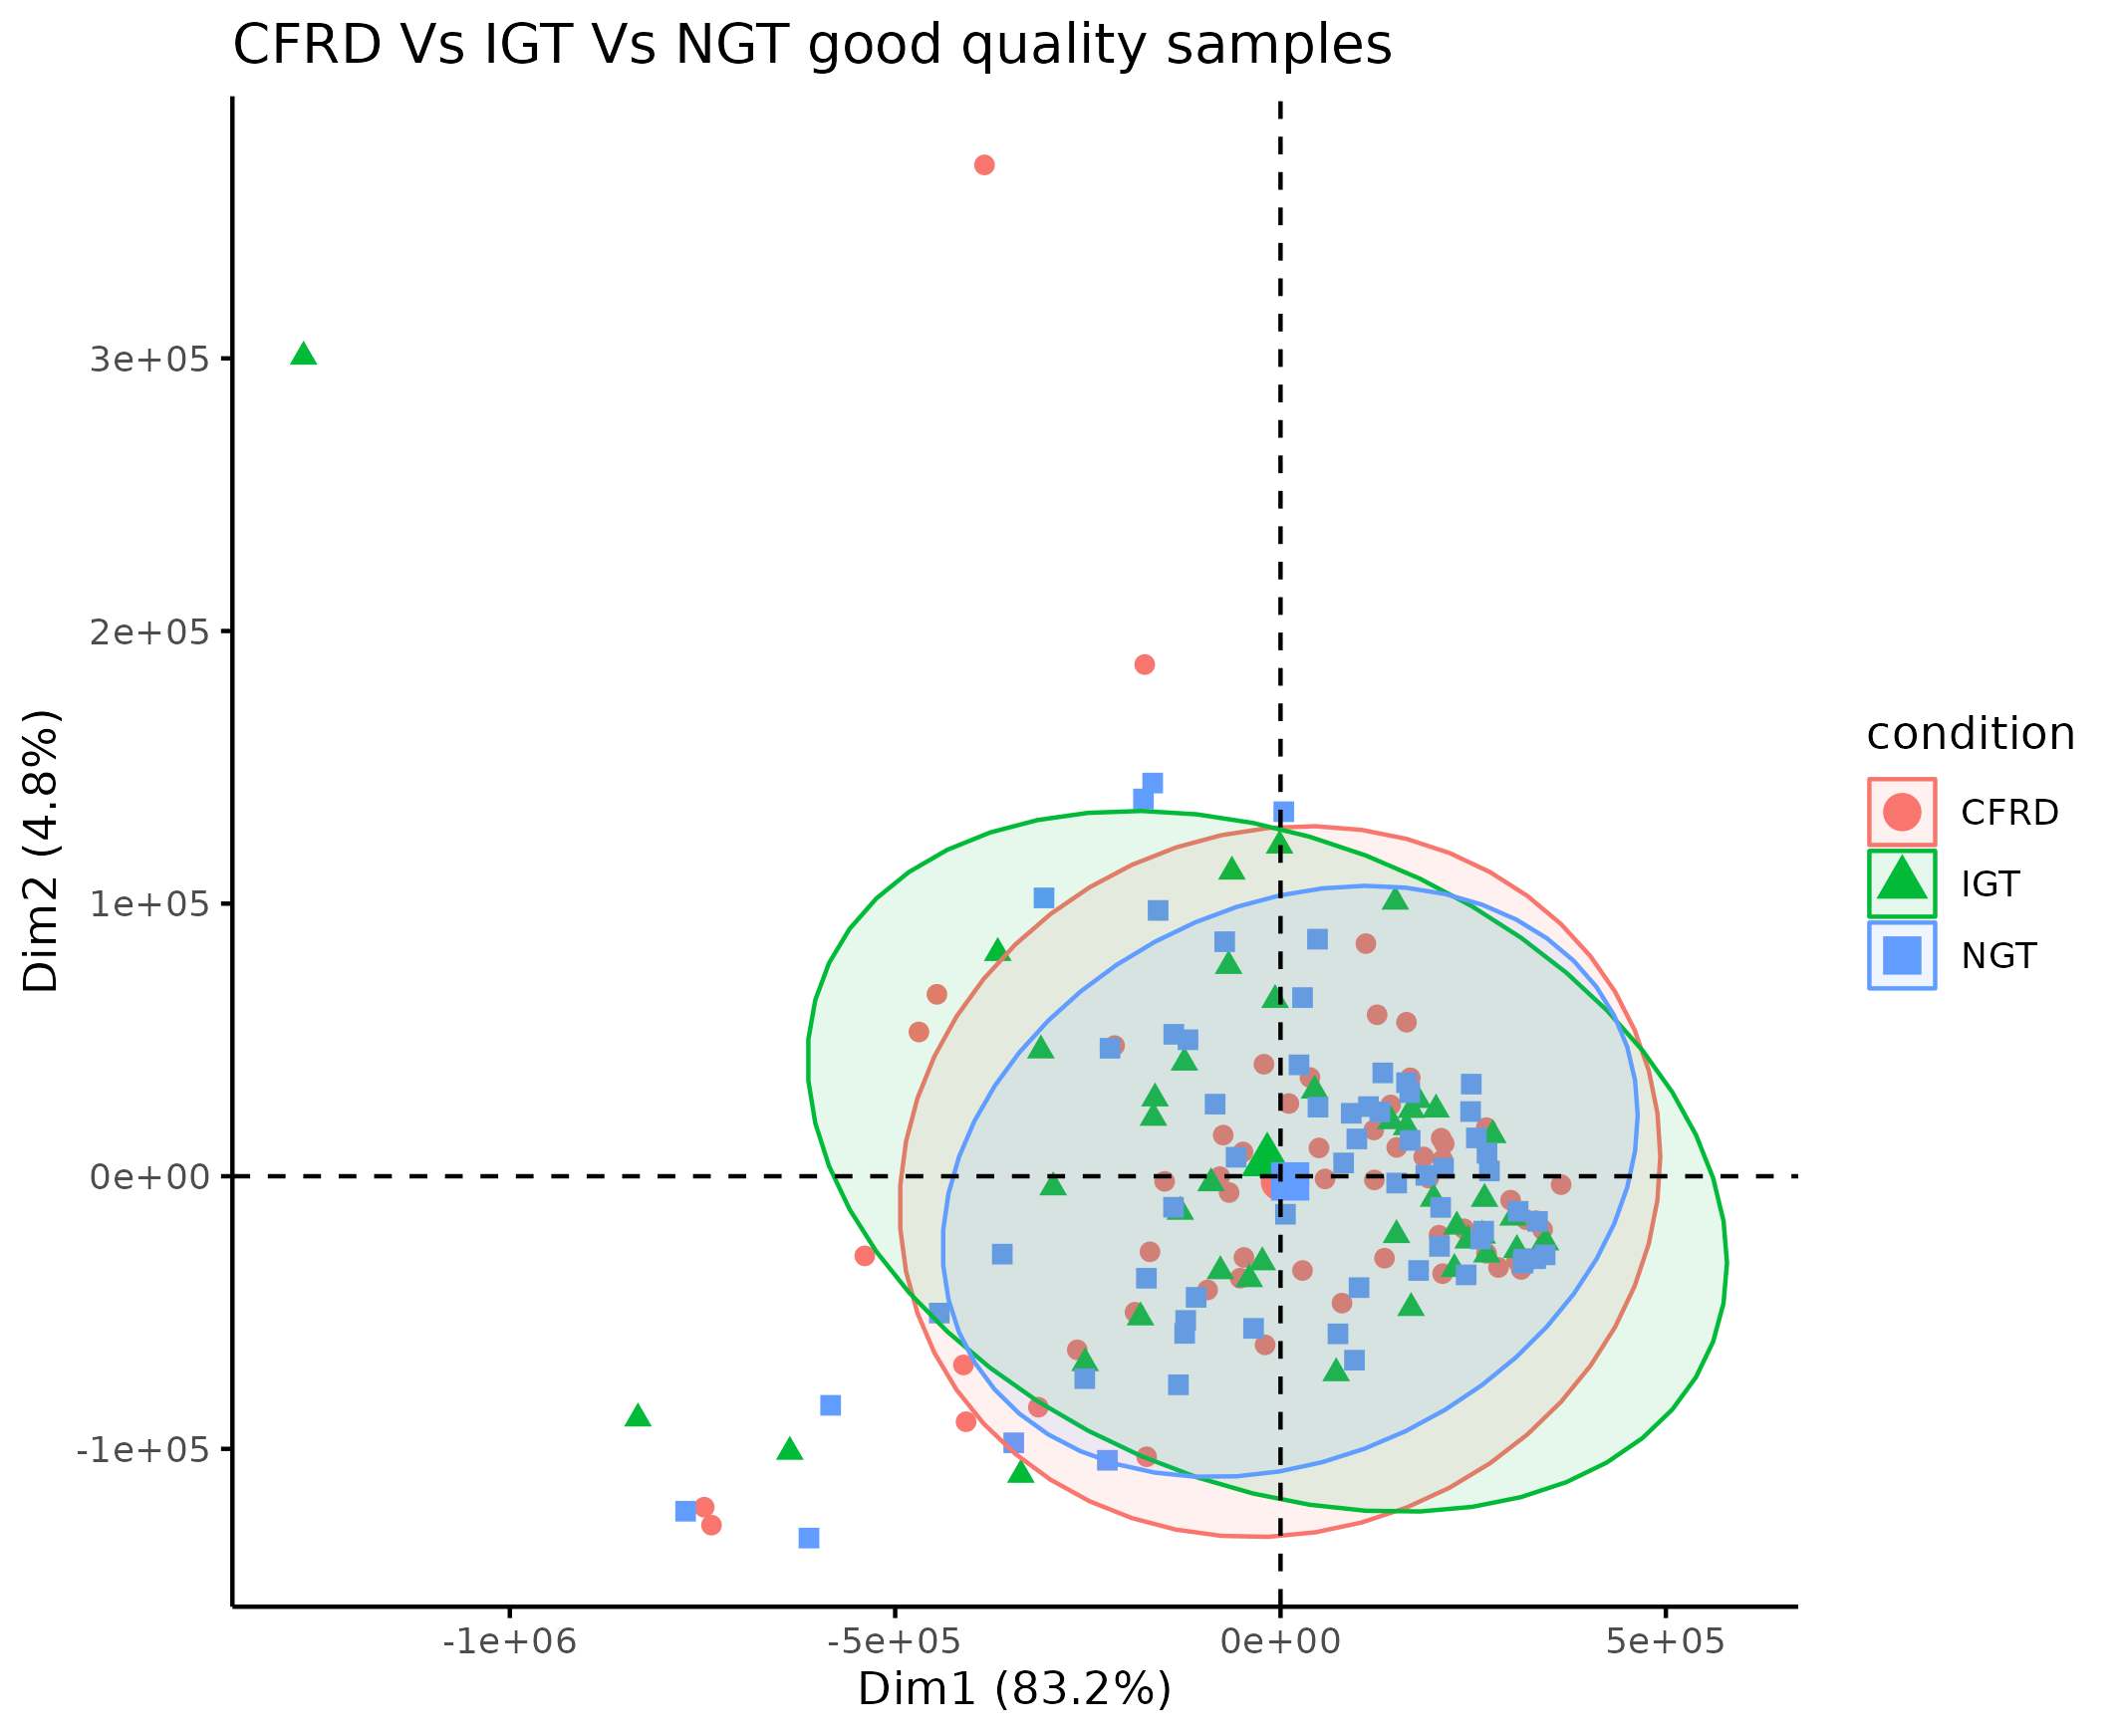 CFRD Vs IGT Vs NGT good quality samples
3e+05
2e+05
1e+05
0e+00
-1e+05
Dim2 (4.8%)
-1e+06
-5e+05
0e+00
5e+05
Dim1 (83.2%)
condition
CFRD
IGT
NGT